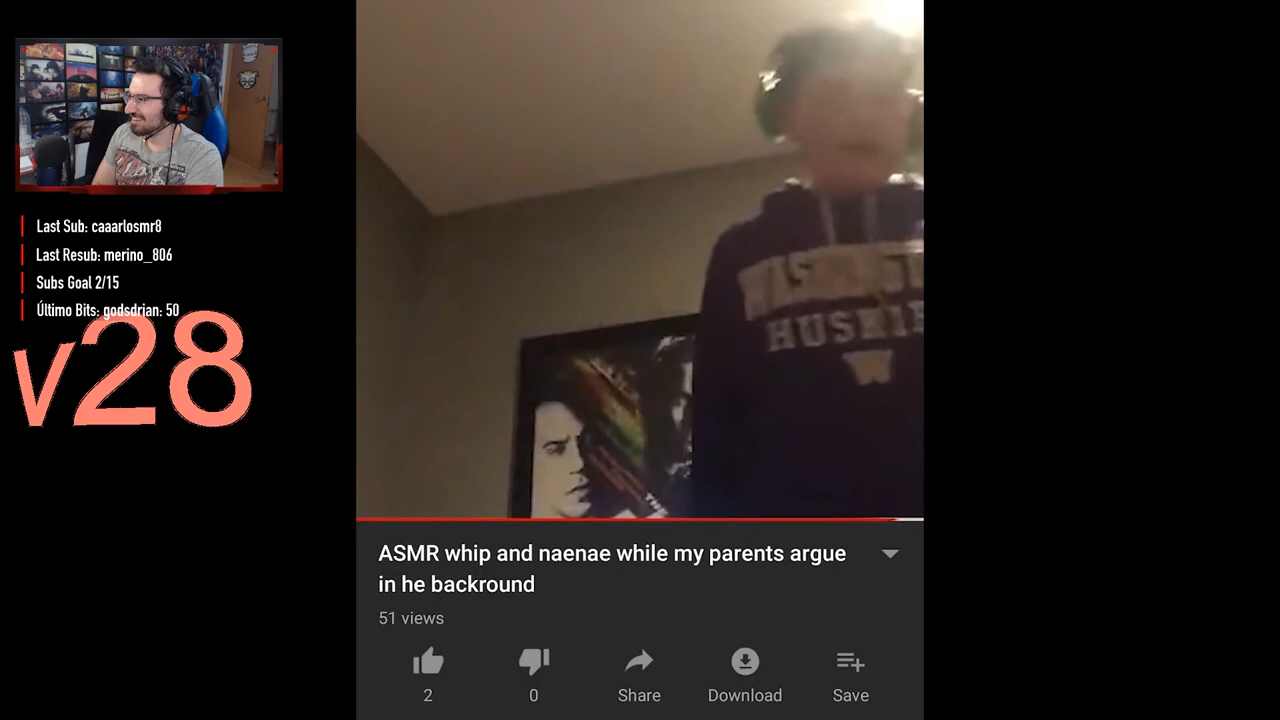 Last Sub: caaarlosmr8
Last Resub: merino_806
Subs Goal 2/15
Último Bits: godsdrian: 50
v28
HUSKIE
W
ASMR whip and naenae while my parents argue
in he backround
51 views
2
0
Share
Download
Save